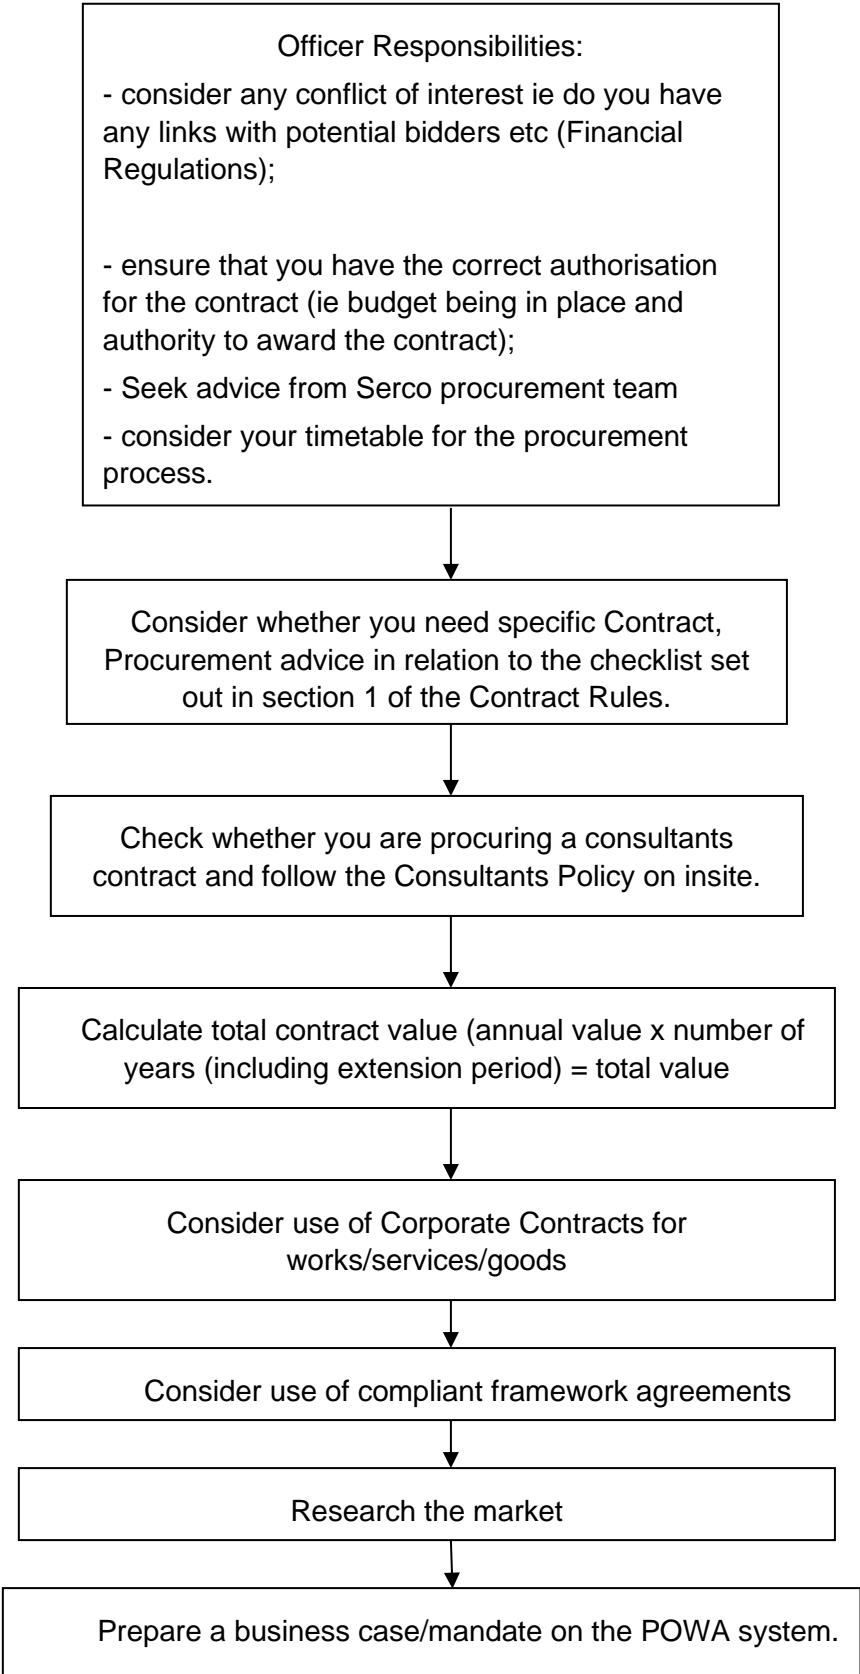 Officer Responsibilities:
- consider any conflict of interest ie do you have
any links with potential bidders etc (Financial
Regulations);
- ensure that you have the correct authorisation
for the contract (ie budget being in place and
authority to award the contract);
- Seek advice from Serco procurement team
- consider your timetable for the procurement
process.
Consider whether you need specific Contract,
Procurement advice in relation to the checklist set
out in section 1 of the Contract Rules.
Check whether you are procuring a consultants
contract and follow the Consultants Policy on insite.
Calculate total contract value (annual value x number of
years (including extension period) = total value
Consider use of Corporate Contracts for
works/services/goods
Consider use of compliant framework agreements
Research the market
Prepare a business case/mandate on the POWA system.